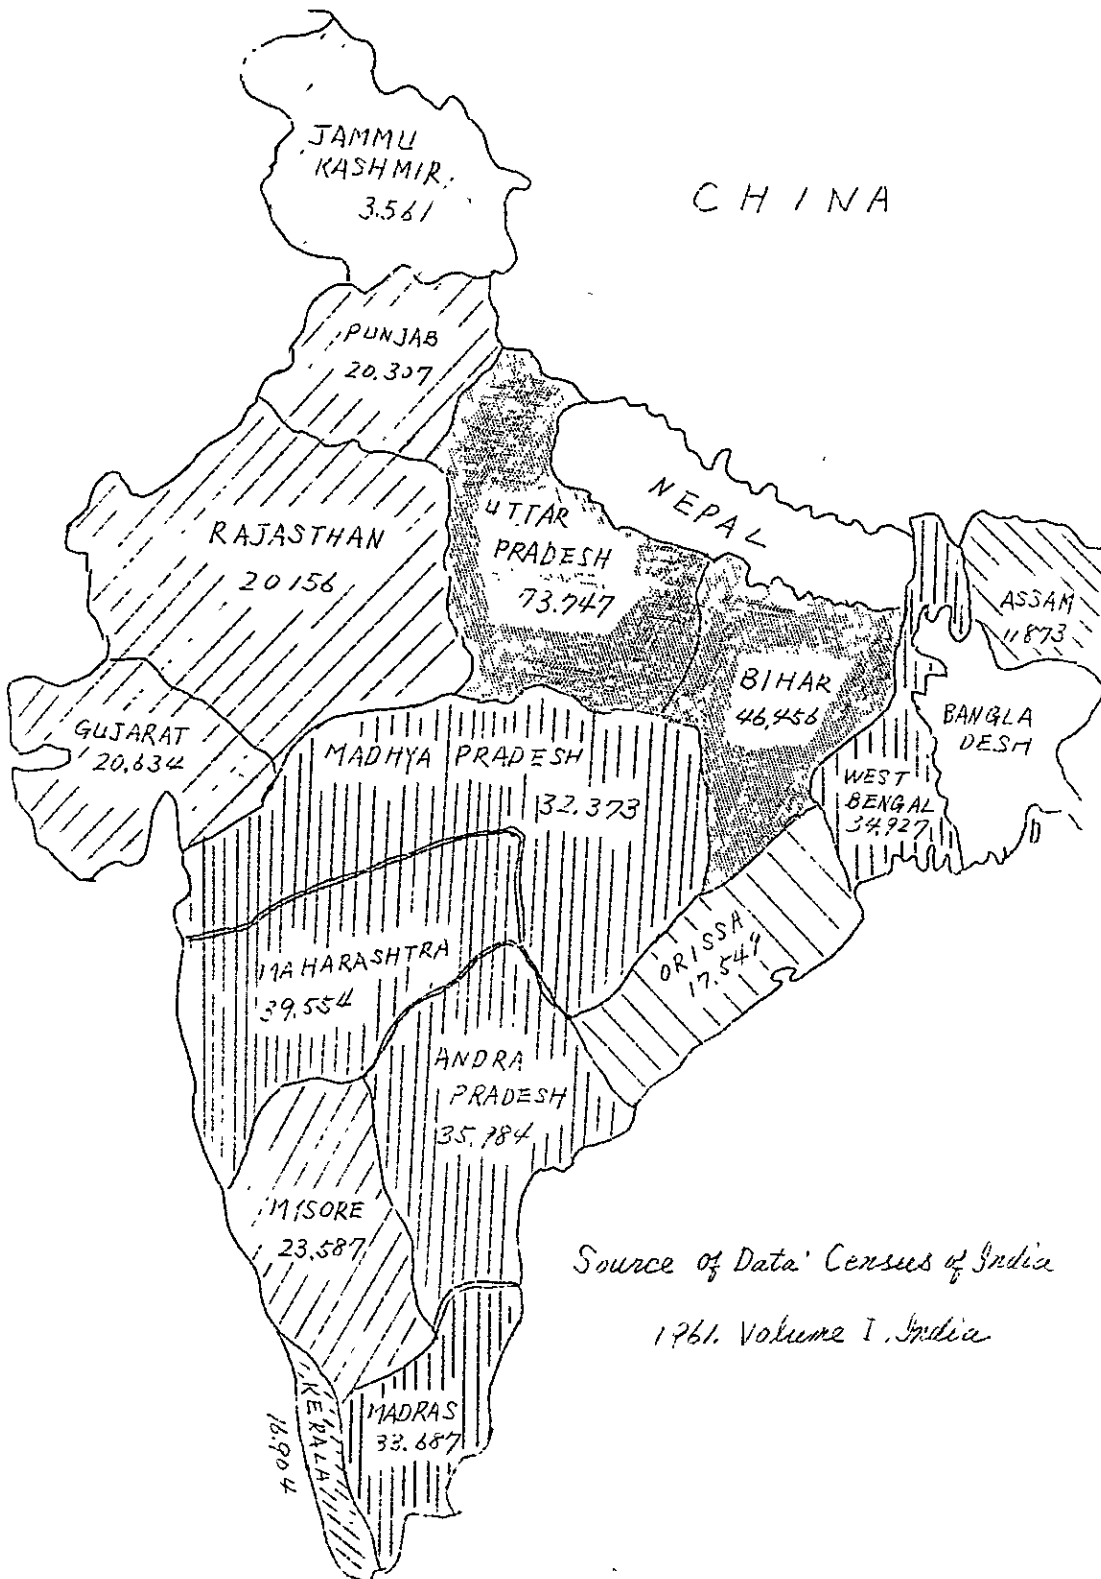 JAMMU
KASHMIR
3.561
CHINA
PUNJAB
20.307
NEPAL
UTTAR
PRADESH
73.747
RAJASTHAN
20156
ASSAM
11873
BIHAR
46,456
BANGLA
DESH
GUJARAT
20,634
MADHYA PRADESH
32.373
WEST
BENGAL
34,927
MAHARASHTRA
39.554
ORISSA
17.549
ANDRA
PRADESH
MISORE
23.587
Source of Data: Census of India
1961. Volume I. India
KERALA
16.904
MADRAS
33.687